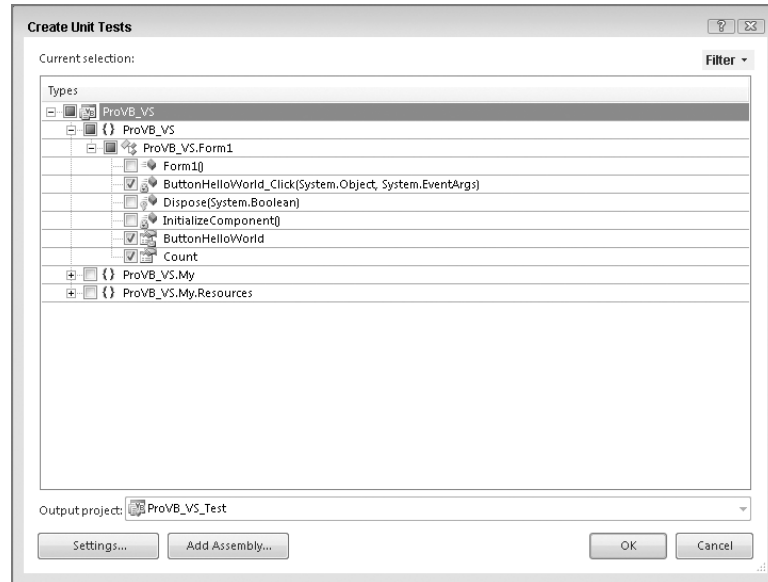 Create Unit Tests
Current selection:
Filter
Types
ProVB_VS
{} ProVB_VS
ProVB_VS.Form1
Form1()
ButtonHelloWorld_Click(System.Object, System.EventArgs)
Dispose(System.Boolean)
InitializeComponent()
ButtonHelloWorld
Count
{} ProVB_VS.My
{} ProVB_VS.My.Resources
Output project: ProVB_VS_Test
Settings... Add Assembly... OK Cancel